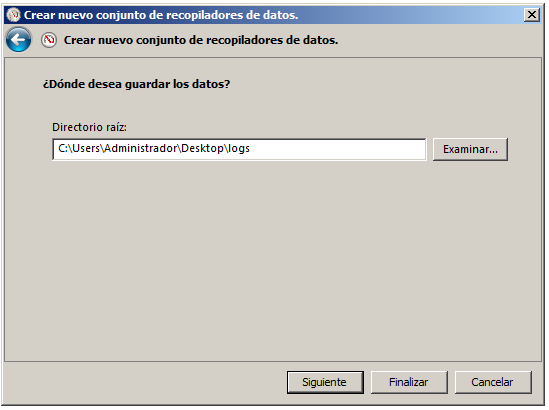 Crear nuevo conjunto de recopiladores de datos.
Crear nuevo conjunto de recopiladores de datos.
¿Dónde desea guardar los datos?
Directorio raíz:
C:\Users\Administrador\Desktop\logs
Examinar...
Siguiente
Finalizar
Cancelar